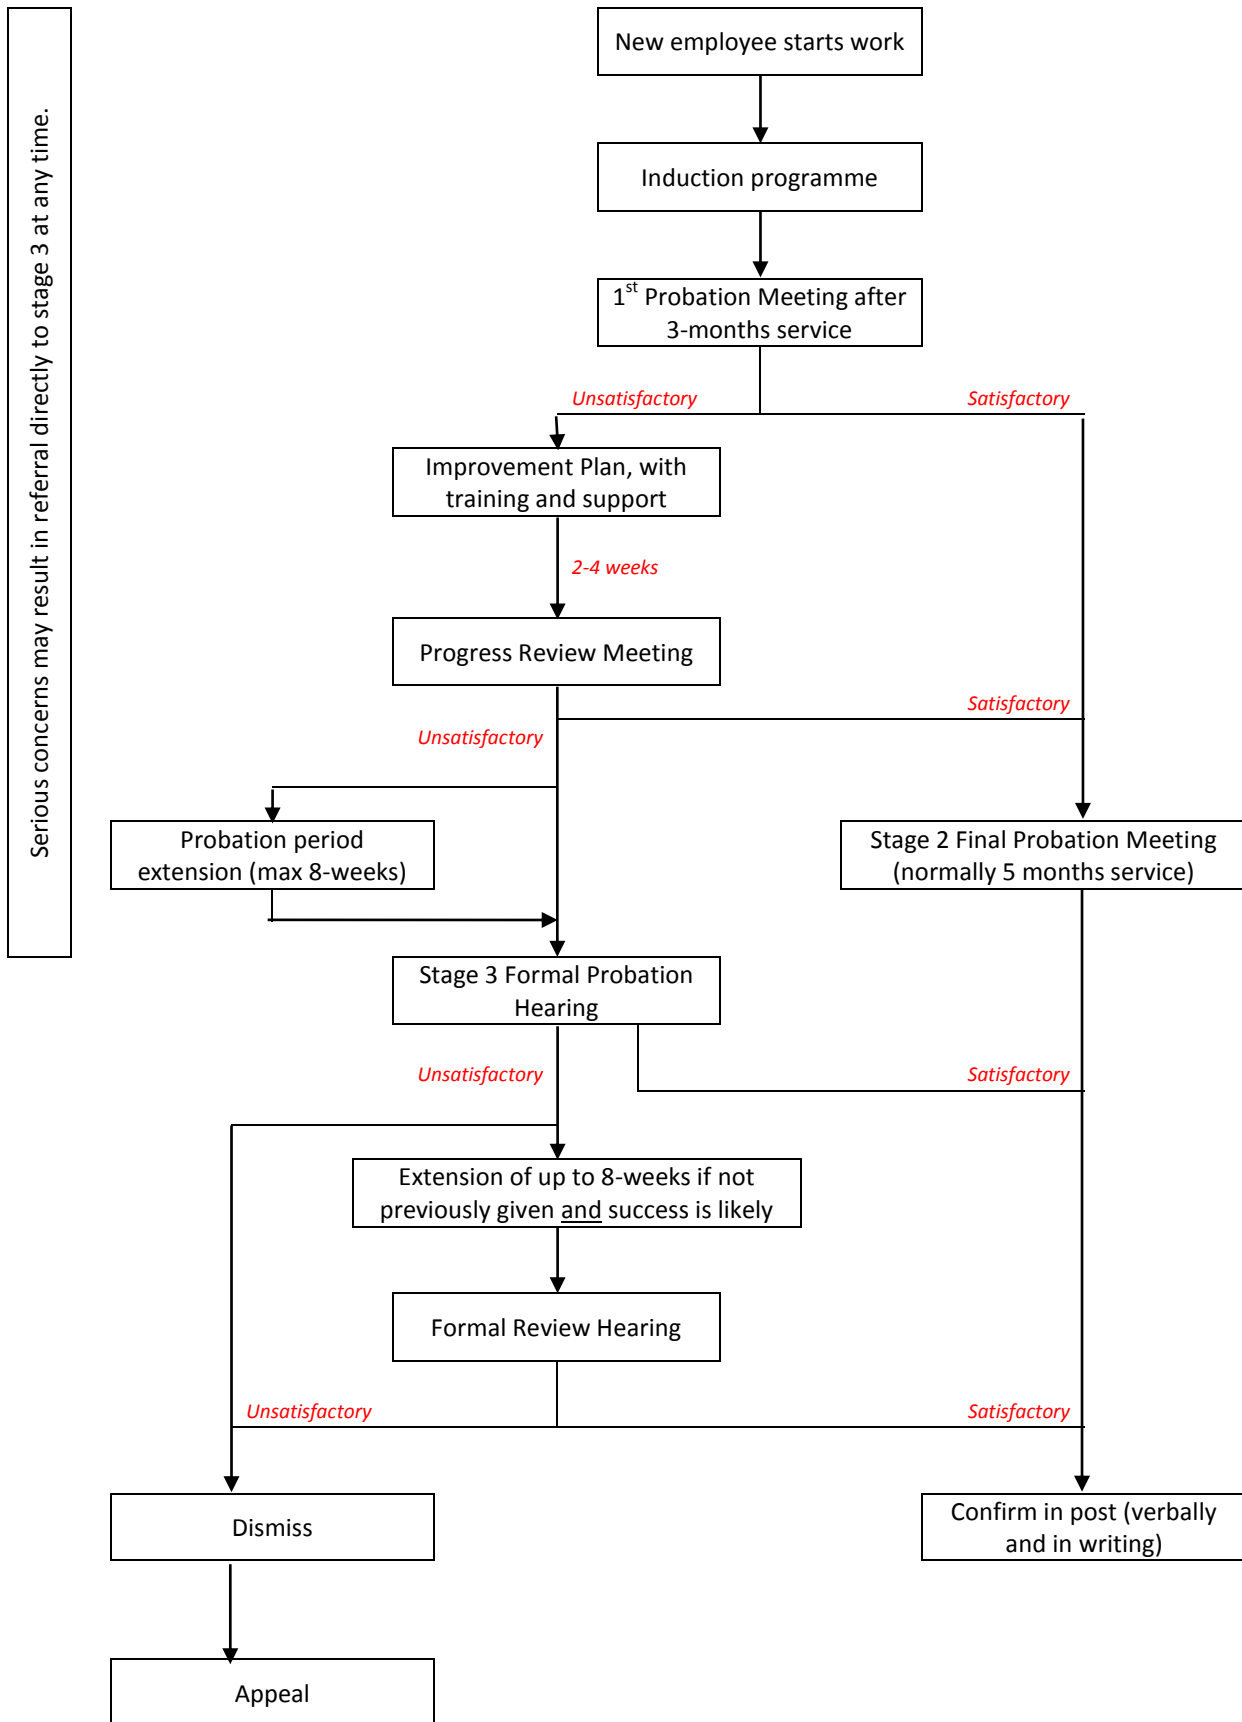 Serious concerns may result in referral directly to stage 3 at any time.
New employee starts work
Induction programme
1st Probation Meeting after
3-months service
Unsatisfactory
Satisfactory
Improvement Plan, with
training and support
2-4 weeks
Progress Review Meeting
Satisfactory
Unsatisfactory
Probation period
extension (max 8-weeks)
Stage 2 Final Probation Meeting
(normally 5 months service)
Stage 3 Formal Probation
Hearing
Unsatisfactory
Satisfactory
Extension of up to 8-weeks if not
previously given and success is likely
Formal Review Hearing
Unsatisfactory
Satisfactory
Dismiss
Confirm in post (verbally
and in writing)
Appeal